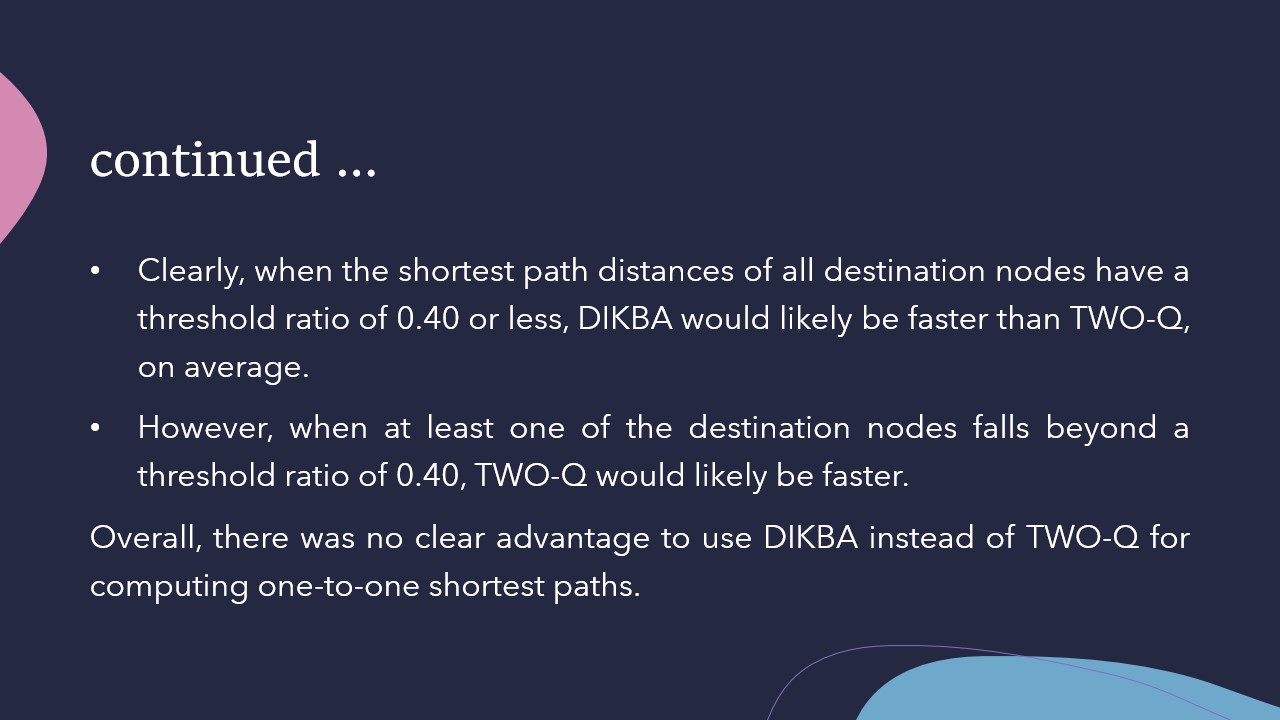 continued ...
• Clearly, when the shortest path distances of all destination nodes have a
threshold ratio of 0.40 or less, DIKBA would likely be faster than TWO-Q,
on average.
• However, when at least one of the destination nodes falls beyond a
threshold ratio of 0.40, TWO-Q would likely be faster.
Overall, there was no clear advantage to use DIKBA instead of TWO-Q for
computing one-to-one shortest paths.